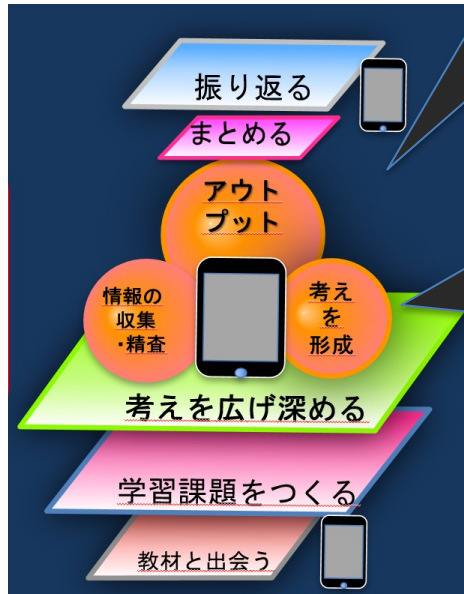 振り返る
まとめる
アウト
プット
情報の
収集
・精査
考え
を
形成
考えを広げ深める
学習課題をつくる
教材と出会う